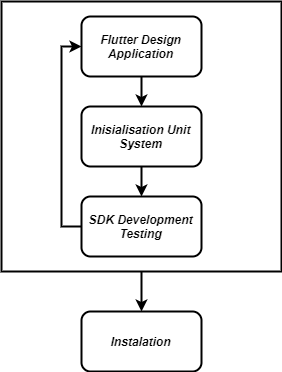 Flutter Design
Application
Inisialisation Unit
System
SDK Development
Testing
Instalation